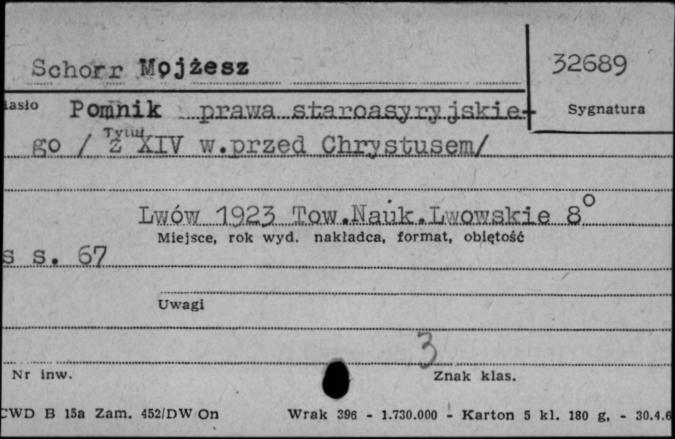 Schorr Mojżesz
32689
asło Pomnik prawa staroasyryjskie- Sygnatura
go / z XIV w.przed Chrystusem/
Tytuł
Lwów 1923 Tow.Nauk.Lwowskie 8°
Miejsce, rok wyd. nakładca, format, objętość
s s. 67
Uwagi
3
Nr inw. Znak klas.
CWD B 15a Zam. 452/DW On Wrak 396 - 1.730.000 - Karton 5 kl. 180 g, - 30.4.6